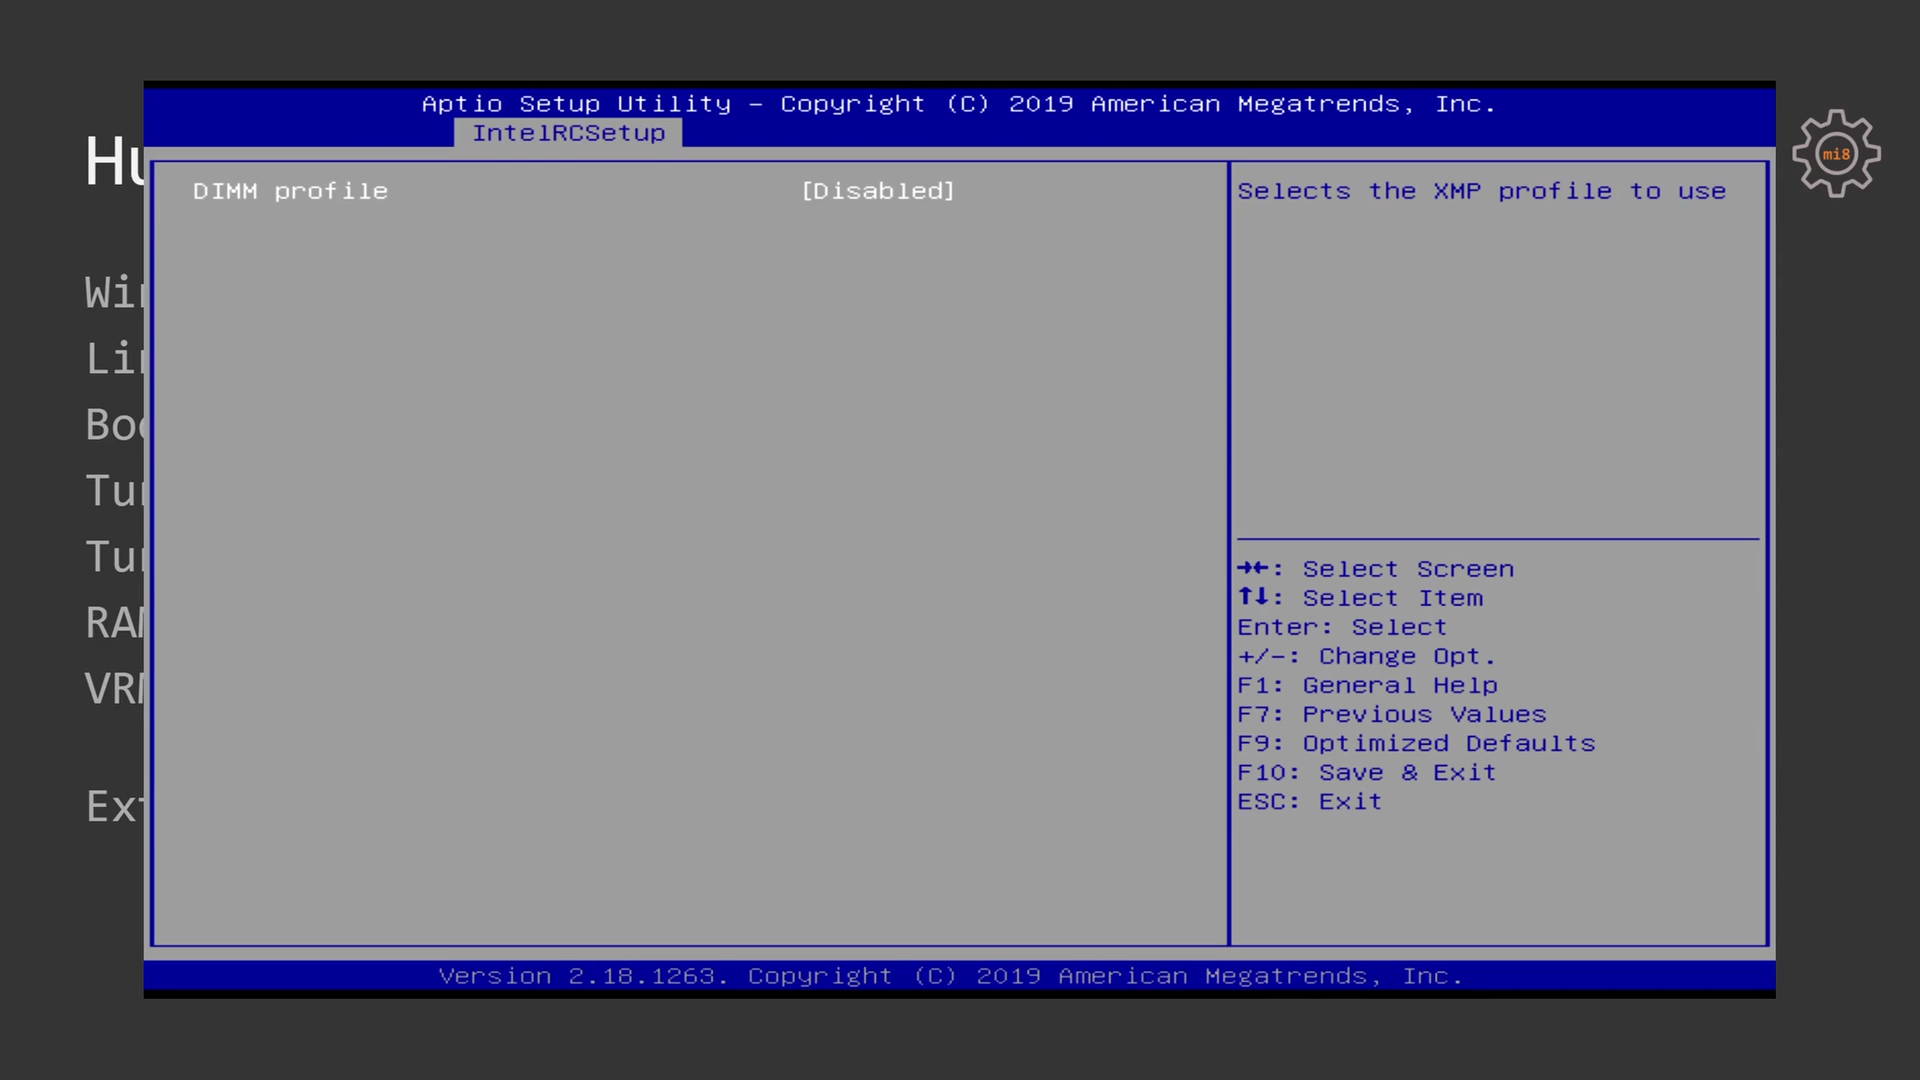 Aptio Setup Utility - Copyright (C) 2019 American Megatrends, Inc.
IntelRCSetup
DIMM profile [Disabled]
Selects the XMP profile to use
→←: Select Screen
↑↓: Select Item
Enter: Select
+/-: Change Opt.
F1: General Help
F7: Previous Values
F9: Optimized Defaults
F10: Save & Exit
ESC: Exit
Version 2.18.1263. Copyright (C) 2019 American Megatrends, Inc.
mi8